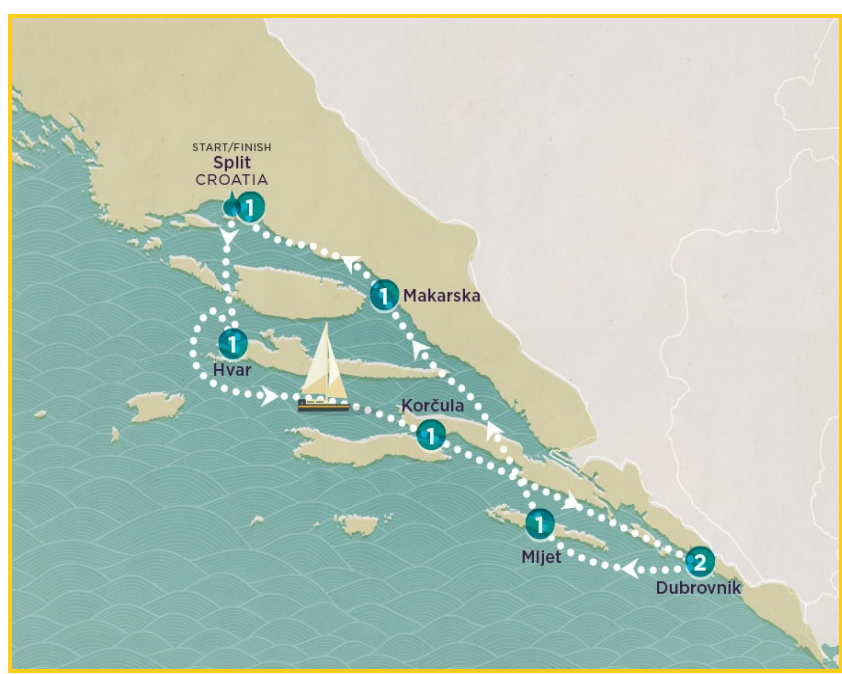 START/FINISH
Split
CROATIA
1
1
Makarska
1
Hvar
Korčula
1
1
Mljet
2
Dubrovnik